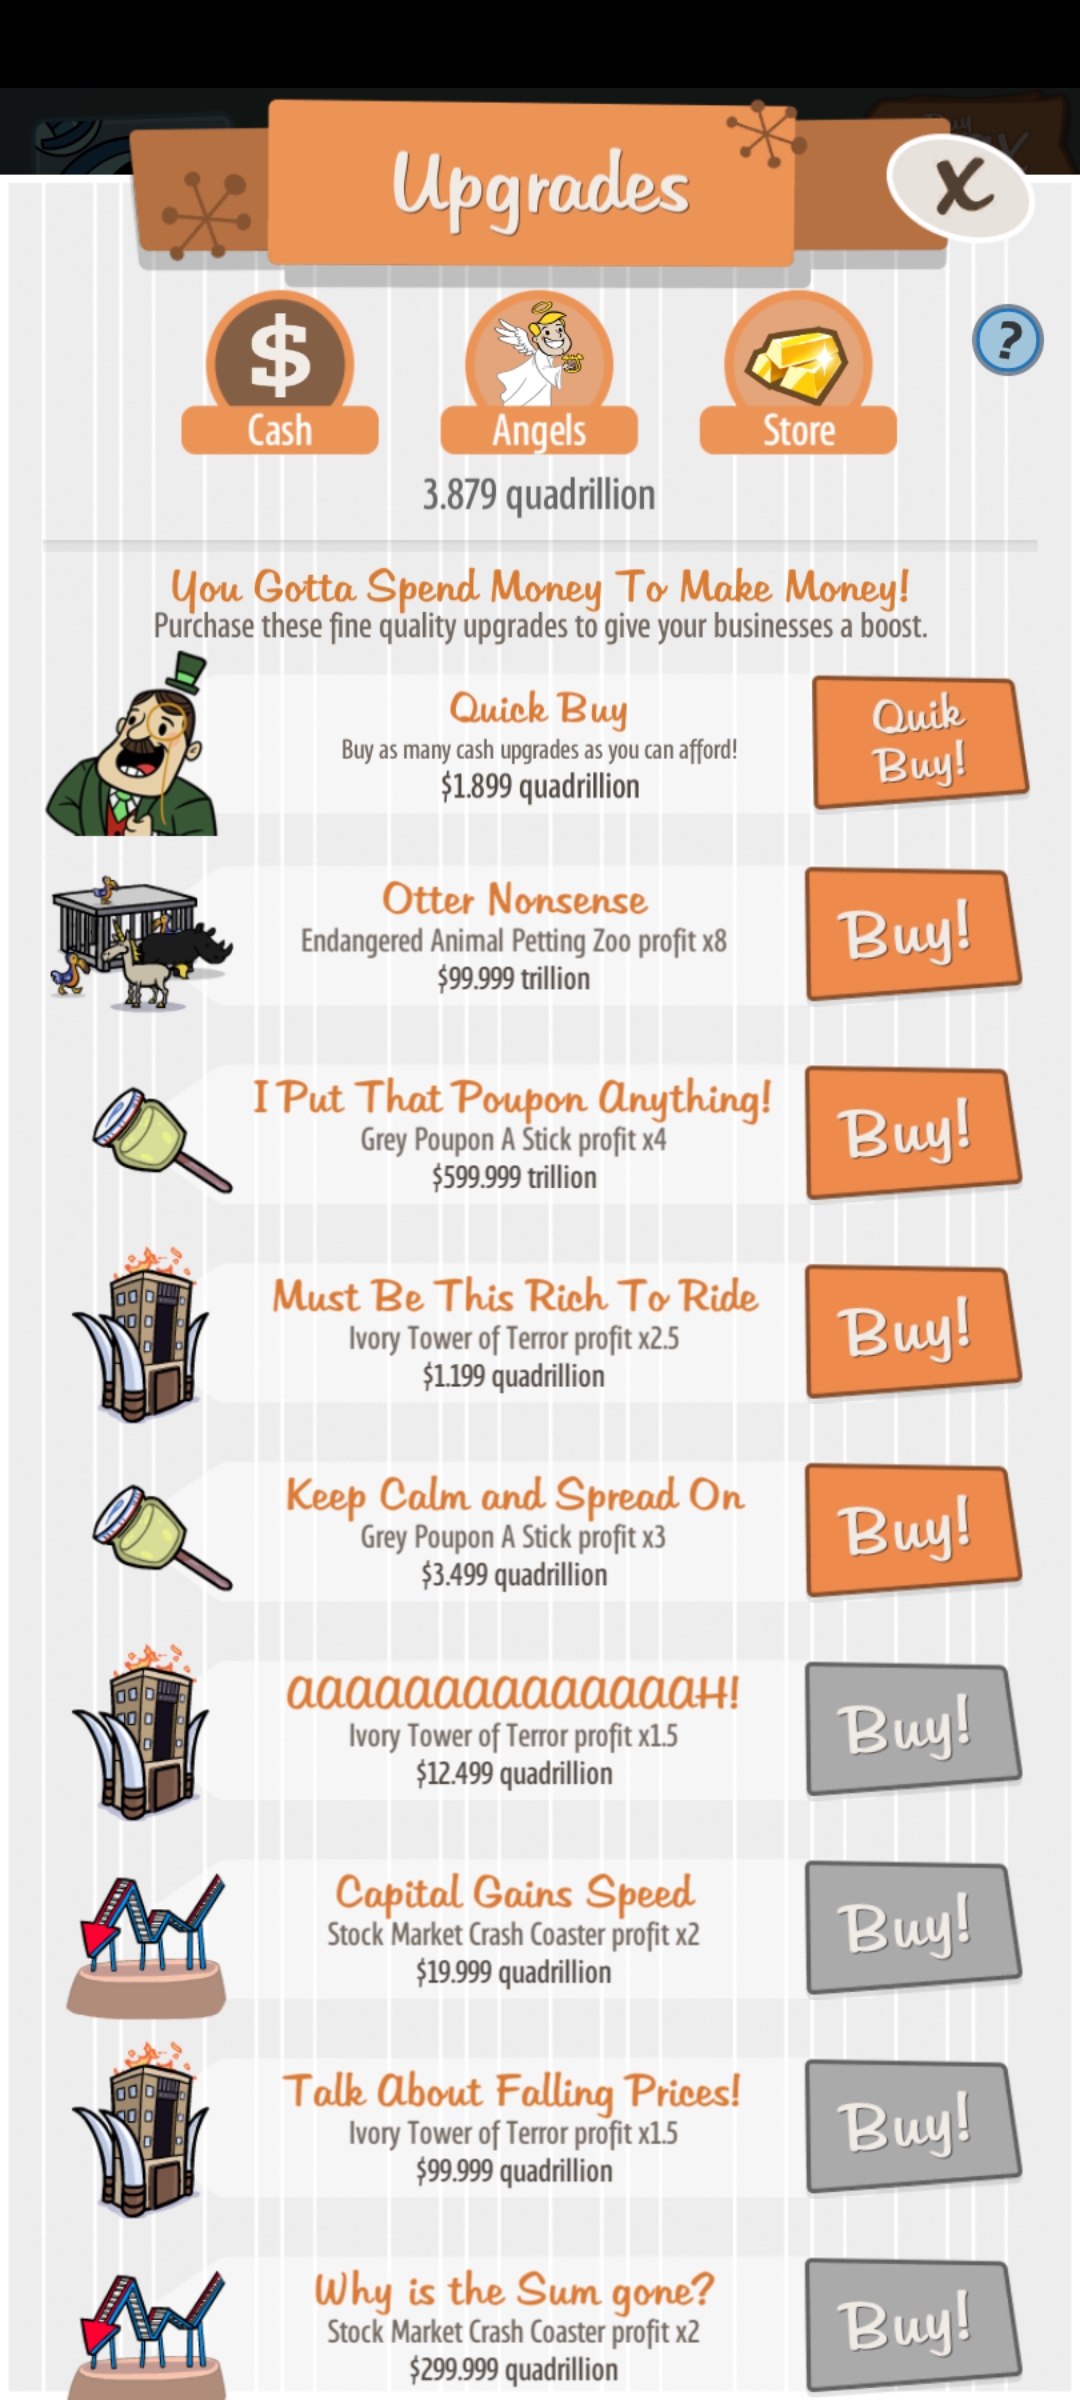 Buy
Upgrades
X
$
?
Cash
Angels
Store
3.879 quadrillion
You Gotta Spend Money To Make Money!
Purchase these fine quality upgrades to give your businesses a boost.
Quick Buy
Buy as many cash upgrades as you can afford!
$1.899 quadrillion
Quik
Buy!
Otter Nonsense
Endangered Animal Petting Zoo profit x8
$99.999 trillion
Buy!
I Put That Poupon Anything!
Grey Poupon A Stick profit x4
$599.999 trillion
Buy!
Must Be This Rich To Ride
Ivory Tower of Terror profit x2.5
$1.199 quadrillion
Buy!
Keep Calm and Spread On
Grey Poupon A Stick profit x3
$3.499 quadrillion
Buy!
AAAAAAAAAAAAAAH!
Ivory Tower of Terror profit x1.5
$12.499 quadrillion
Buy!
Capital Gains Speed
Stock Market Crash Coaster profit x2
$19.999 quadrillion
Buy!
Talk About Falling Prices!
Ivory Tower of Terror profit x1.5
$99.999 quadrillion
Buy!
Why is the Sum gone?
Stock Market Crash Coaster profit x2
$299.999 quadrillion
Buy!